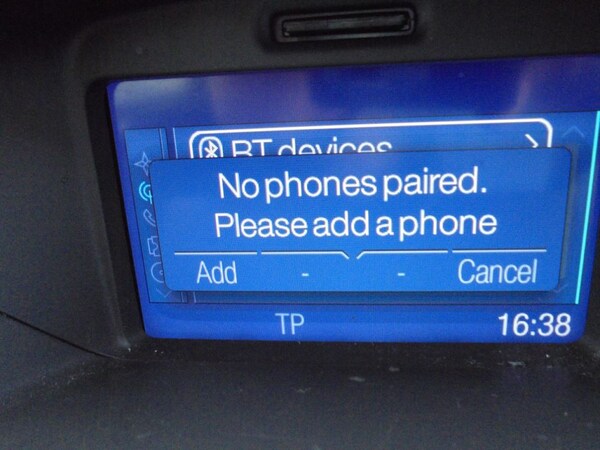 BT devices
No phones paired.
Please add a phone
Add - - Cancel
TP 16:38